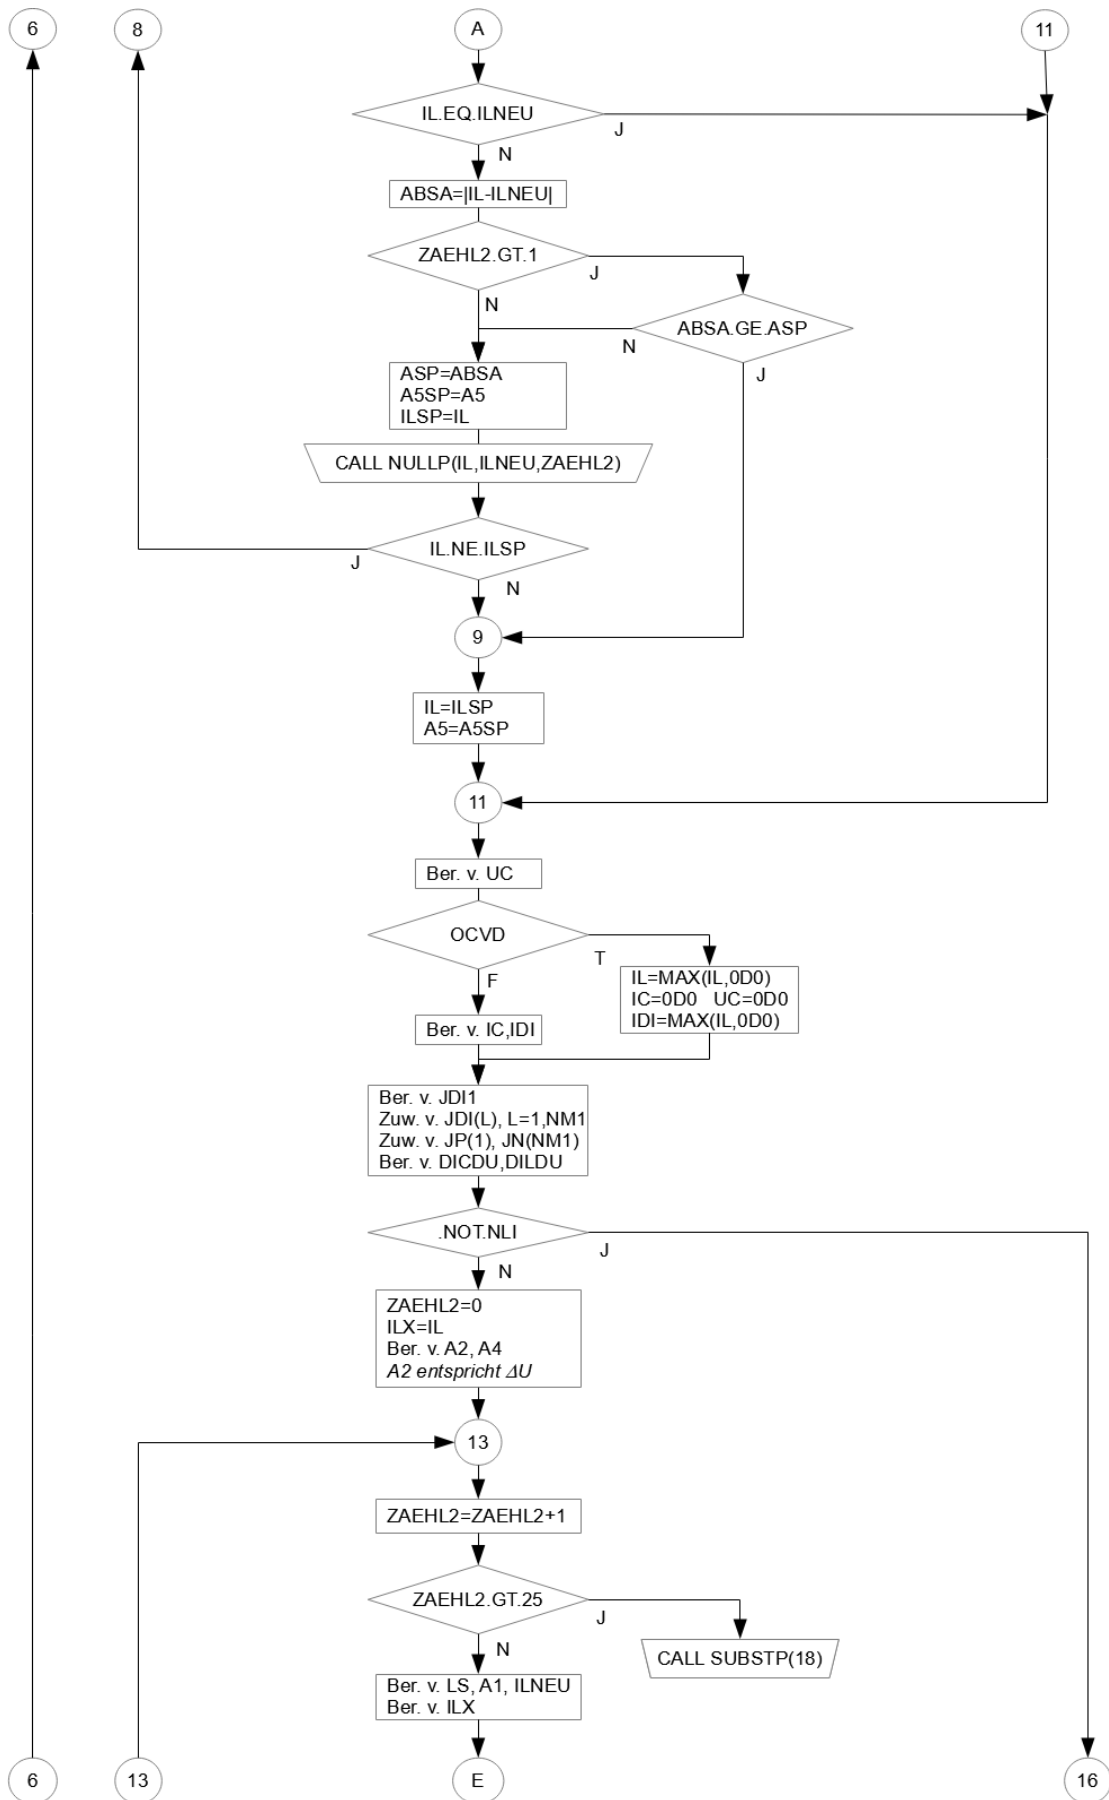 6
8
A
11
IL.EQ.ILNEU
J
N
ABSA=|IL-ILNEU|
ZAEHL2.GT.1
J
N
ABSA.GE.ASP
N
J
ASP=ABSA
A5SP=A5
ILSP=IL
CALL NULLP(IL,ILNEU,ZAEHL2)
IL.NE.ILSP
J
N
9
IL=ILSP
A5=A5SP
11
Ber. v. UC
OCVD
T
F
IL=MAX(IL,0D0)
IC=0D0 UC=0D0
IDI=MAX(IL,0D0)
Ber. v. IC,IDI
Ber. v. JDI1
Zuw. v. JDI(L), L=1,NM1
Zuw. v. JP(1), JN(NM1)
Ber. v. DICDU,DILDU
.NOT.NLI
J
N
ZAEHL2=0
ILX=IL
Ber. v. A2, A4
A2 entspricht ΔU
13
ZAEHL2=ZAEHL2+1
ZAEHL2.GT.25
J
N
CALL SUBSTP(18)
Ber. v. LS, A1, ILNEU
Ber. v. ILX
6
13
E
16